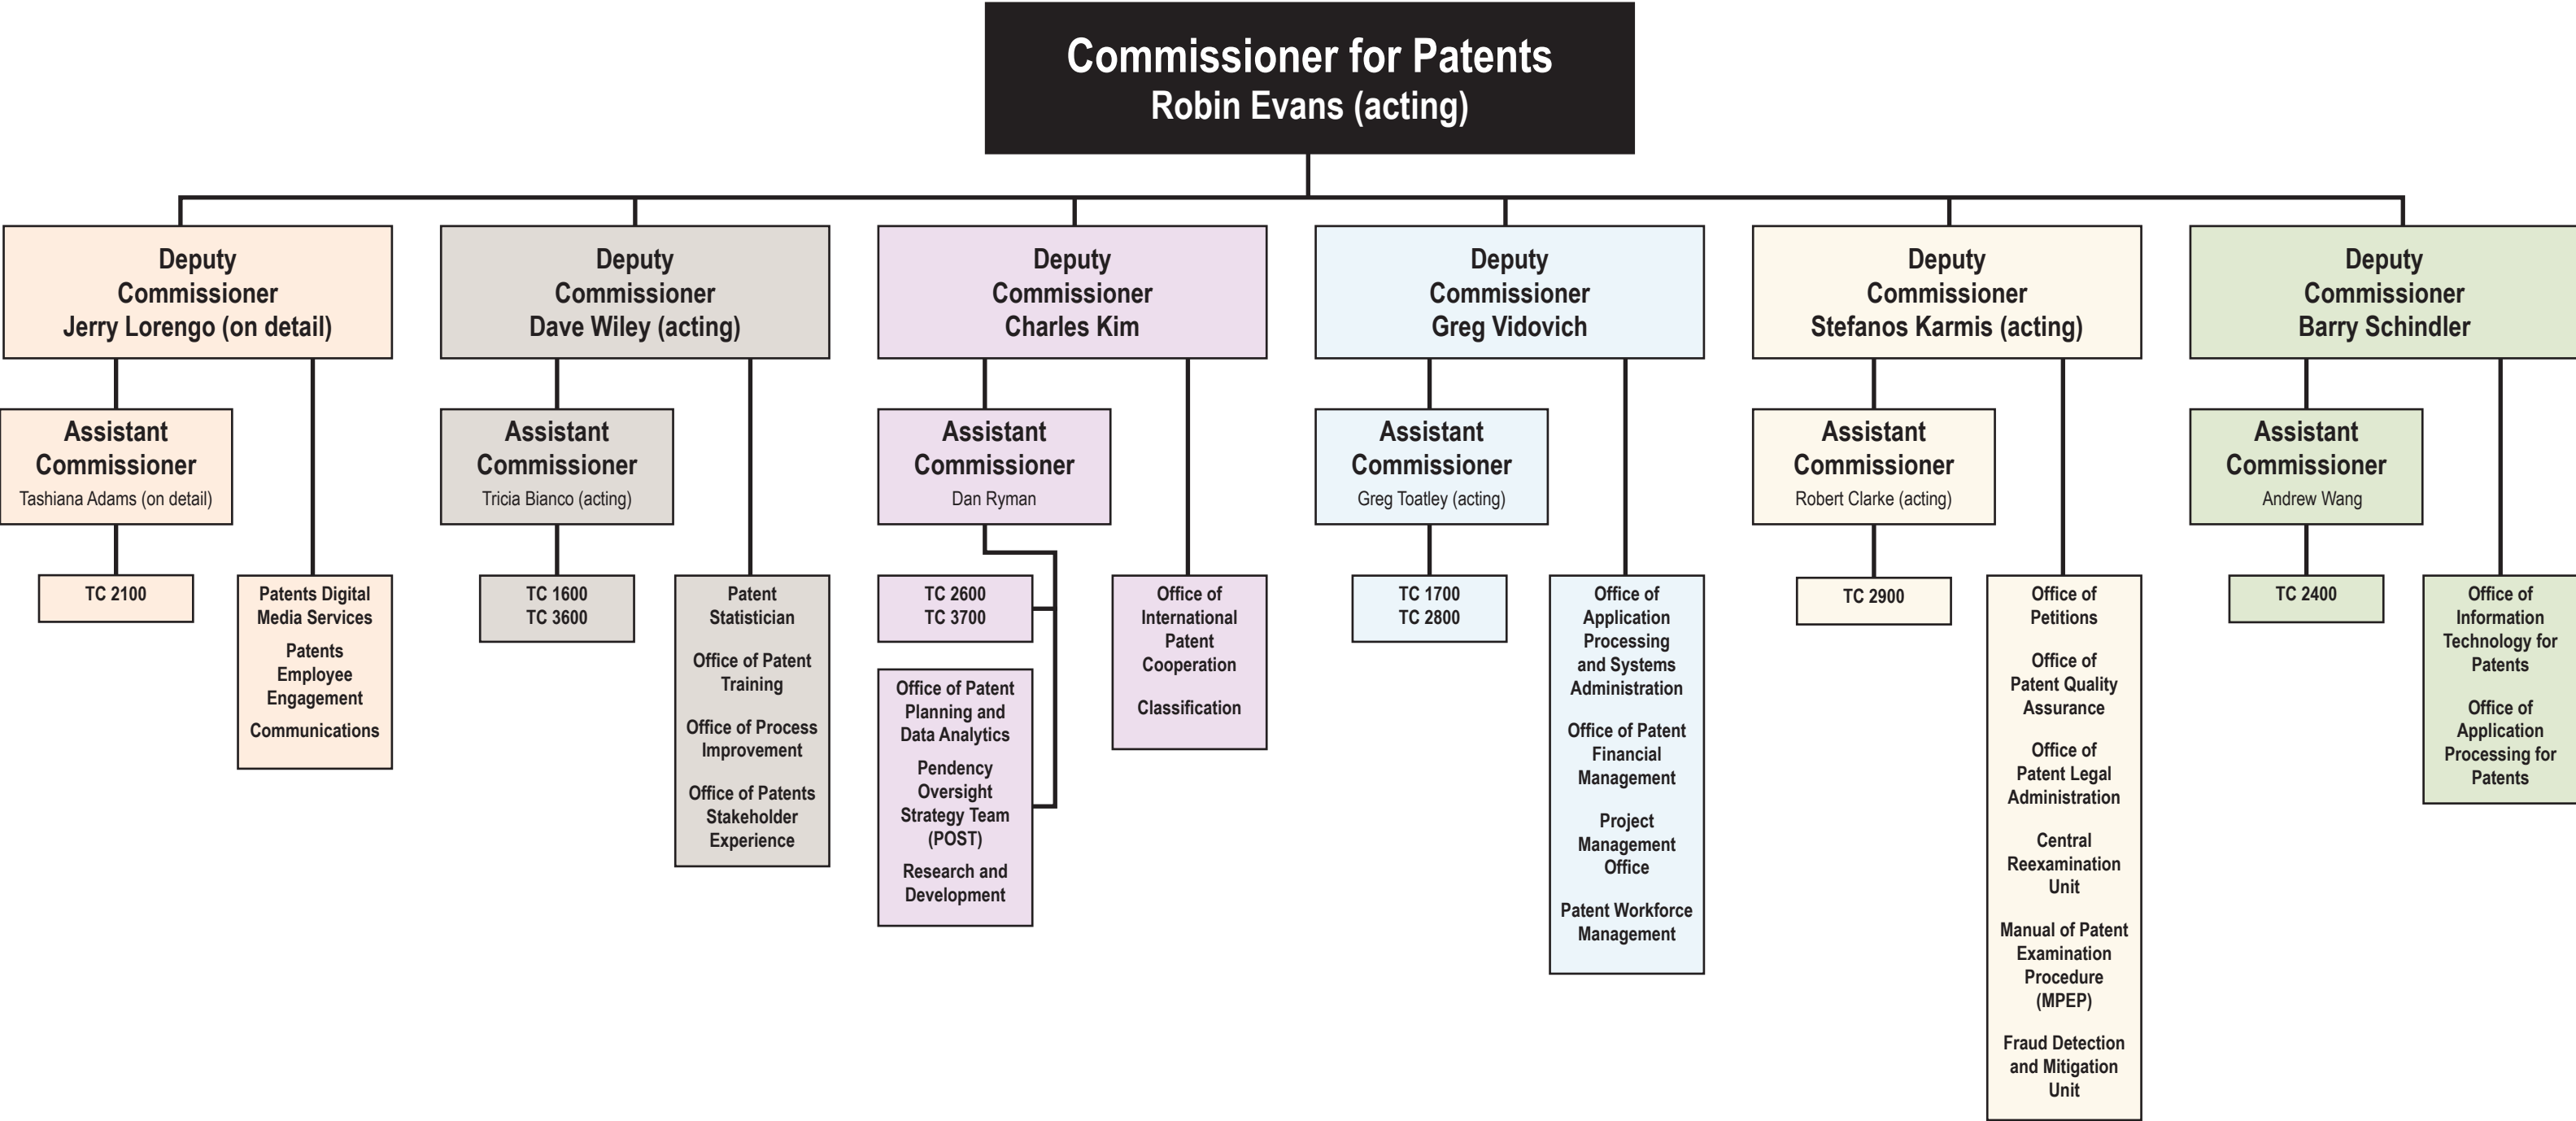 Commissioner for Patents
Robin Evans (acting)
Deputy
Commissioner
Jerry Lorengo (on detail)
Assistant
Commissioner
Tashiana Adams (on detail)
TC 2100
Patents Digital
Media Services
Patents
Employee
Engagement
Communications
Deputy
Commissioner
Dave Wiley (acting)
Assistant
Commissioner
Tricia Bianco (acting)
TC 1600
TC 3600
Patent
Statistician
Office of Patent
Training
Office of Process
Improvement
Office of Patents
Stakeholder
Experience
Deputy
Commissioner
Charles Kim
Assistant
Commissioner
Dan Ryman
TC 2600
TC 3700
Office of Patent
Planning and
Data Analytics
Pendency
Oversight
Strategy Team
(POST)
Research and
Development
Office of
International
Patent
Cooperation
Classification
Deputy
Commissioner
Greg Vidovich
Assistant
Commissioner
Greg Toatley (acting)
TC 1700
TC 2800
Office of
Application
Processing
and Systems
Administration
Office of Patent
Financial
Management
Project
Management
Office
Patent Workforce
Management
Deputy
Commissioner
Stefanos Karmis (acting)
Assistant
Commissioner
Robert Clarke (acting)
TC 2900
Office of
Petitions
Office of
Patent Quality
Assurance
Office of
Patent Legal
Administration
Central
Reexamination
Unit
Manual of Patent
Examination
Procedure
(MPEP)
Fraud Detection
and Mitigation
Unit
Deputy
Commissioner
Barry Schindler
Assistant
Commissioner
Andrew Wang
TC 2400
Office of
Information
Technology for
Patents
Office of
Application
Processing for
Patents